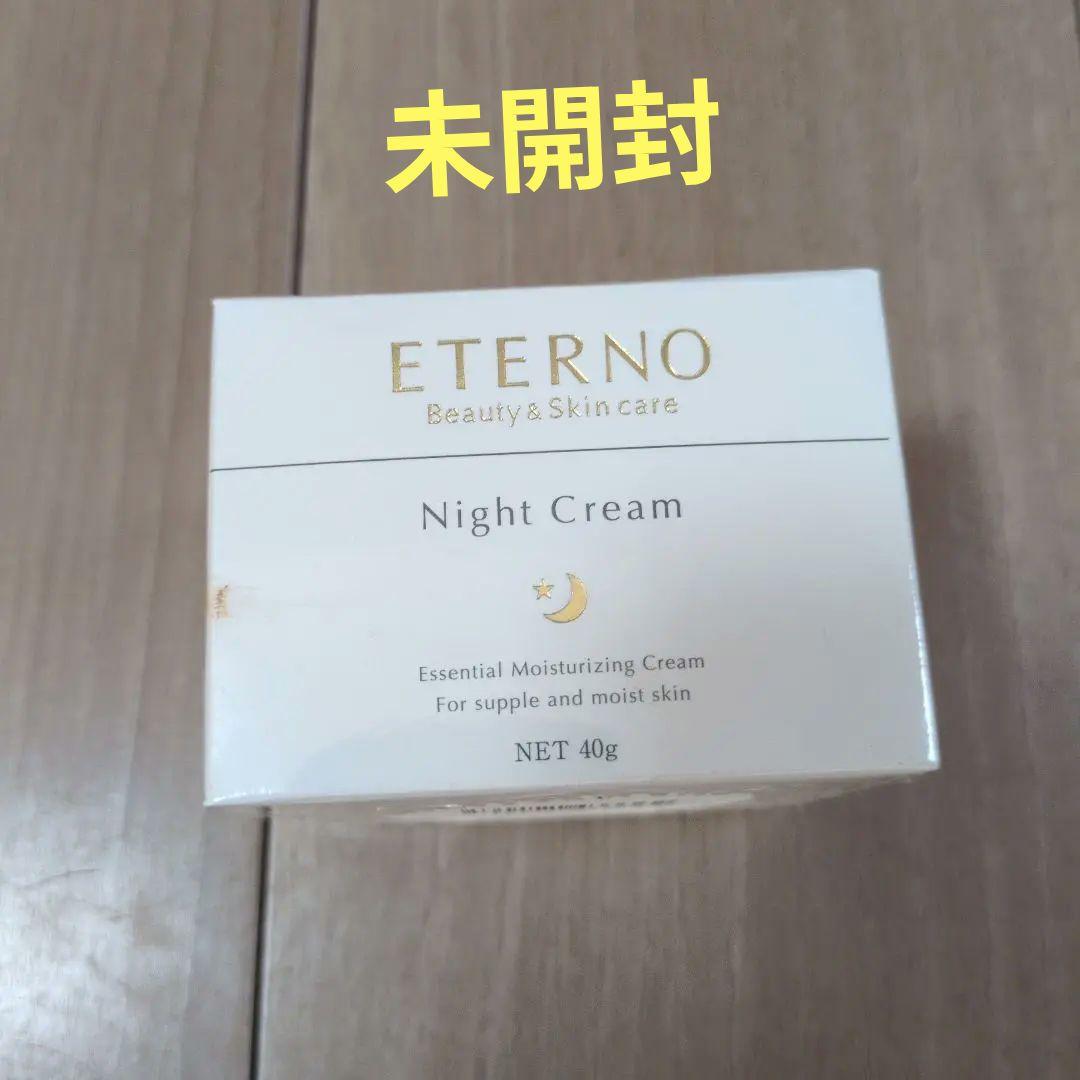 未開封
ETERNO
Beauty & Skin care
Night Cream
Essential Moisturizing Cream
For supple and moist skin
NET 40g